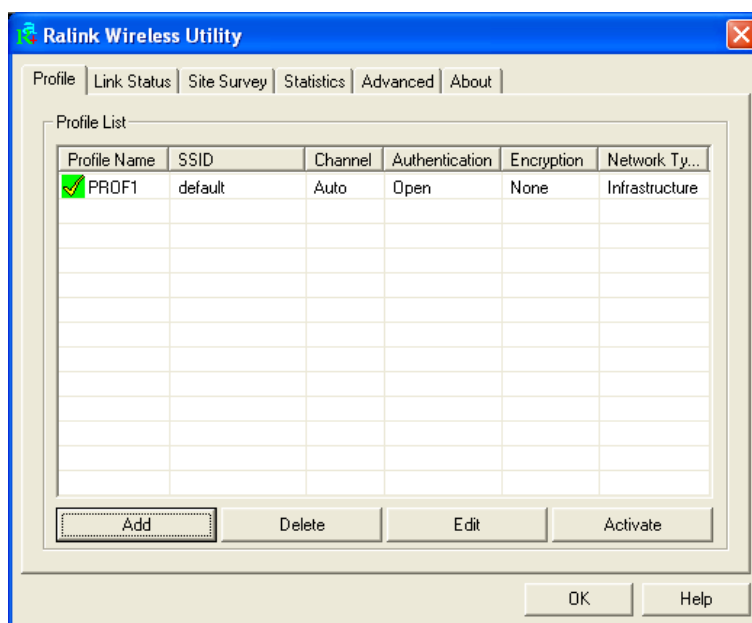 Ralink Wireless Utility
Profile Link Status Site Survey Statistics Advanced About
Profile List
Profile Name SSID Channel Authentication Encryption Network Ty...
PROF1 default Auto Open None Infrastructure
Add Delete Edit Activate
OK Help